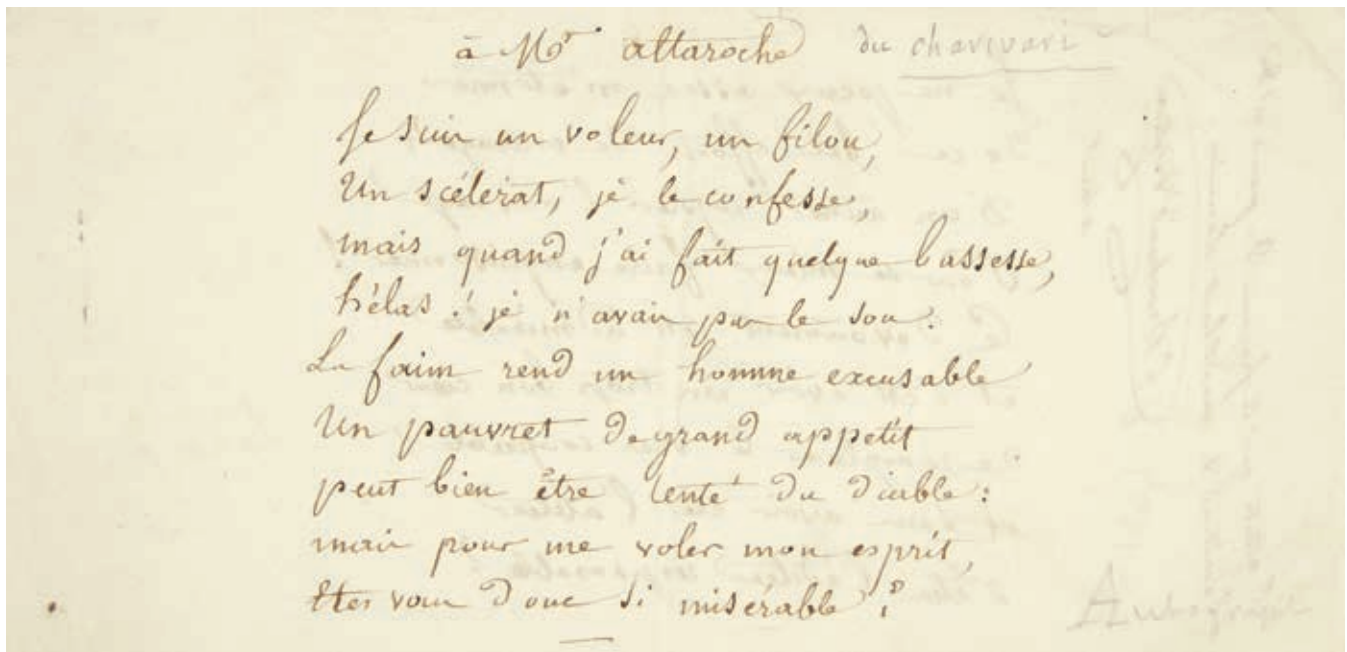 à Mr altaroche du charivari
Je suis un voleur, un filou,
Un scélérat, je le confesse,
mais quand j'ai fait quelque bassesse,
hélas ! je n'avais pas le sou.
La faim rend un homme excusable
Un pauvret de grand appetit
peut bien être tenté du diable :
mais pour me voler mon esprit,
Etes vous donc si misérable ?
Autographe